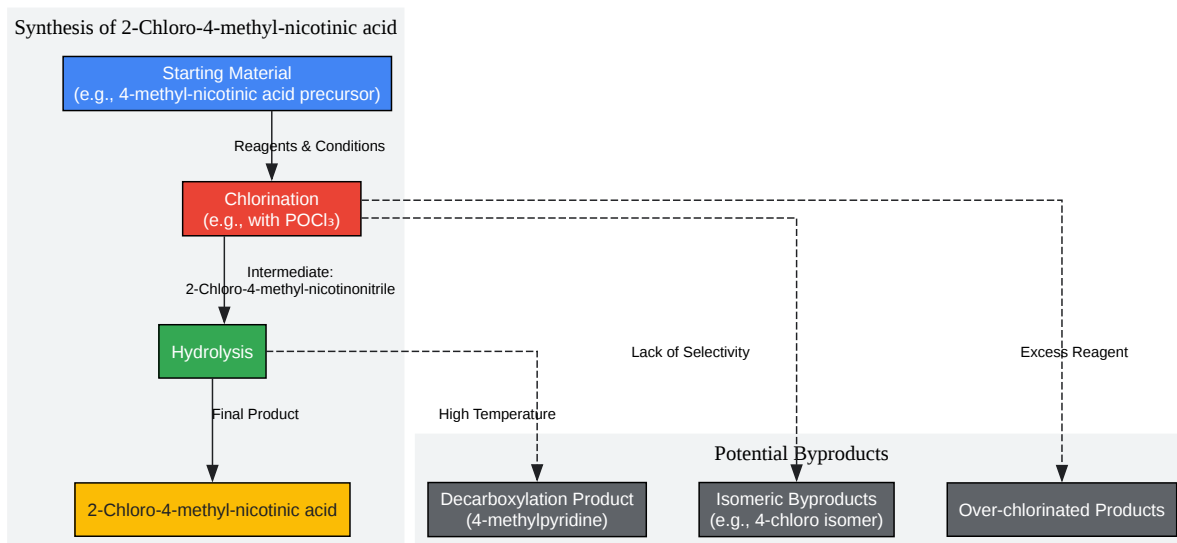 Synthesis of 2-Chloro-4-methyl-nicotinic acid
Starting Material
(e.g., 4-methyl-nicotinic acid precursor)
Reagents & Conditions
Chlorination
(e.g., with POCl₃)
Intermediate:
2-Chloro-4-methyl-nicotinonitrile
Hydrolysis
Lack of Selectivity
Excess Reagent
Final Product
High Temperature
Potential Byproducts
2-Chloro-4-methyl-nicotinic acid
Decarboxylation Product
(4-methylpyridine)
Isomeric Byproducts
(e.g., 4-chloro isomer)
Over-chlorinated Products